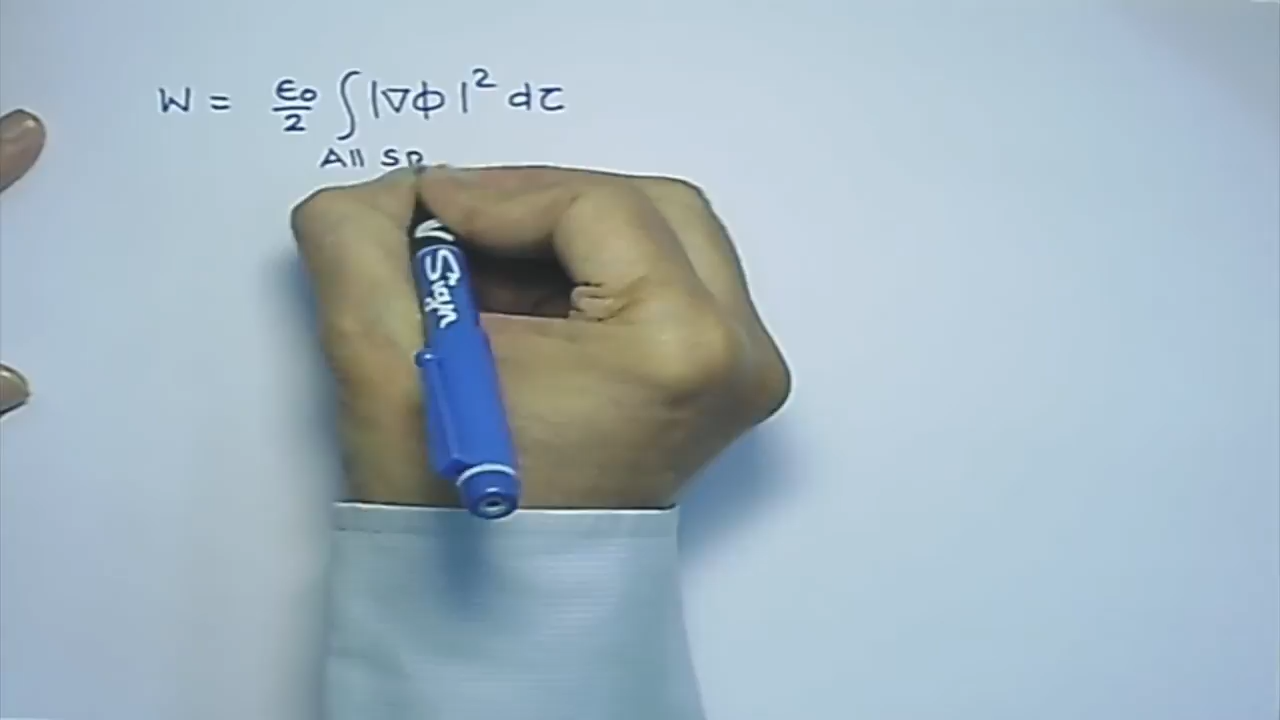 W = ε₀/2 ∫ |∇ϕ|² dτ
All sp
Sign